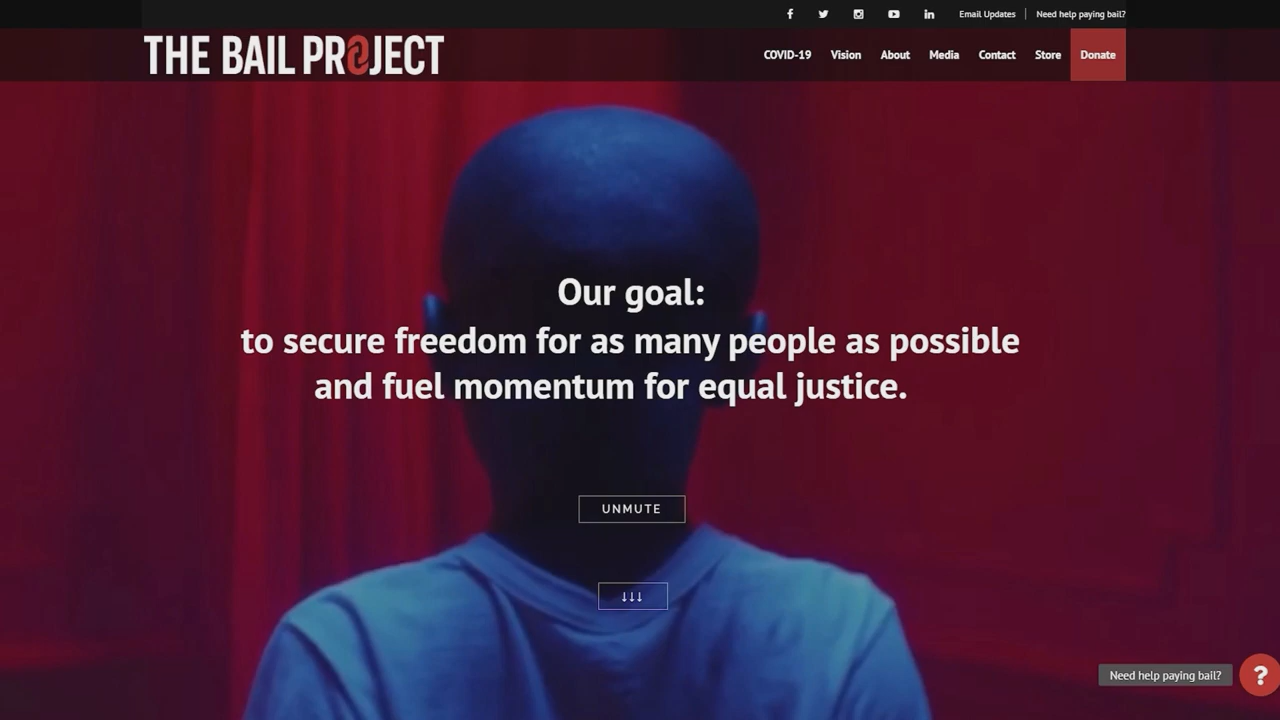 Email Updates
Need help paying bail?
THE BAIL PROJECT
COVID-19
Vision
About
Media
Contact
Store
Donate
Our goal:
to secure freedom for as many people as possible
and fuel momentum for equal justice.
UNMUTE
↓↓↓
Need help paying bail?
?